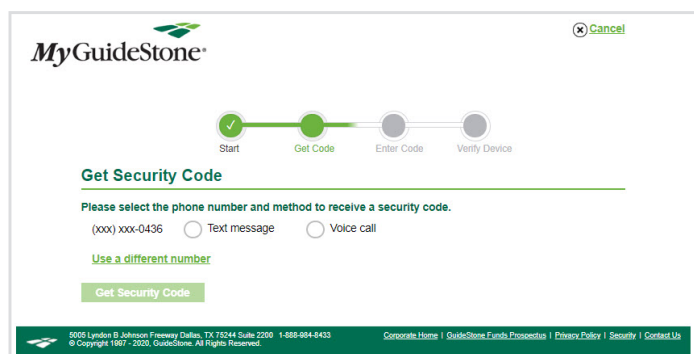 Cancel
MyGuideStone®
Start Get Code Enter Code Verify Device
Get Security Code
Please select the phone number and method to receive a security code.
(xxx) xxx-0436 Text message Voice call
Use a different number
Get Security Code
5005 Lyndon B Johnson Freeway Dallas, TX 75244 Suite 2200 1-888-984-8433 Corporate Home | GuideStone Funds Prospectus | Privacy Policy | Security | Contact Us
© Copyright 1997 - 2020, GuideStone. All Rights Reserved.